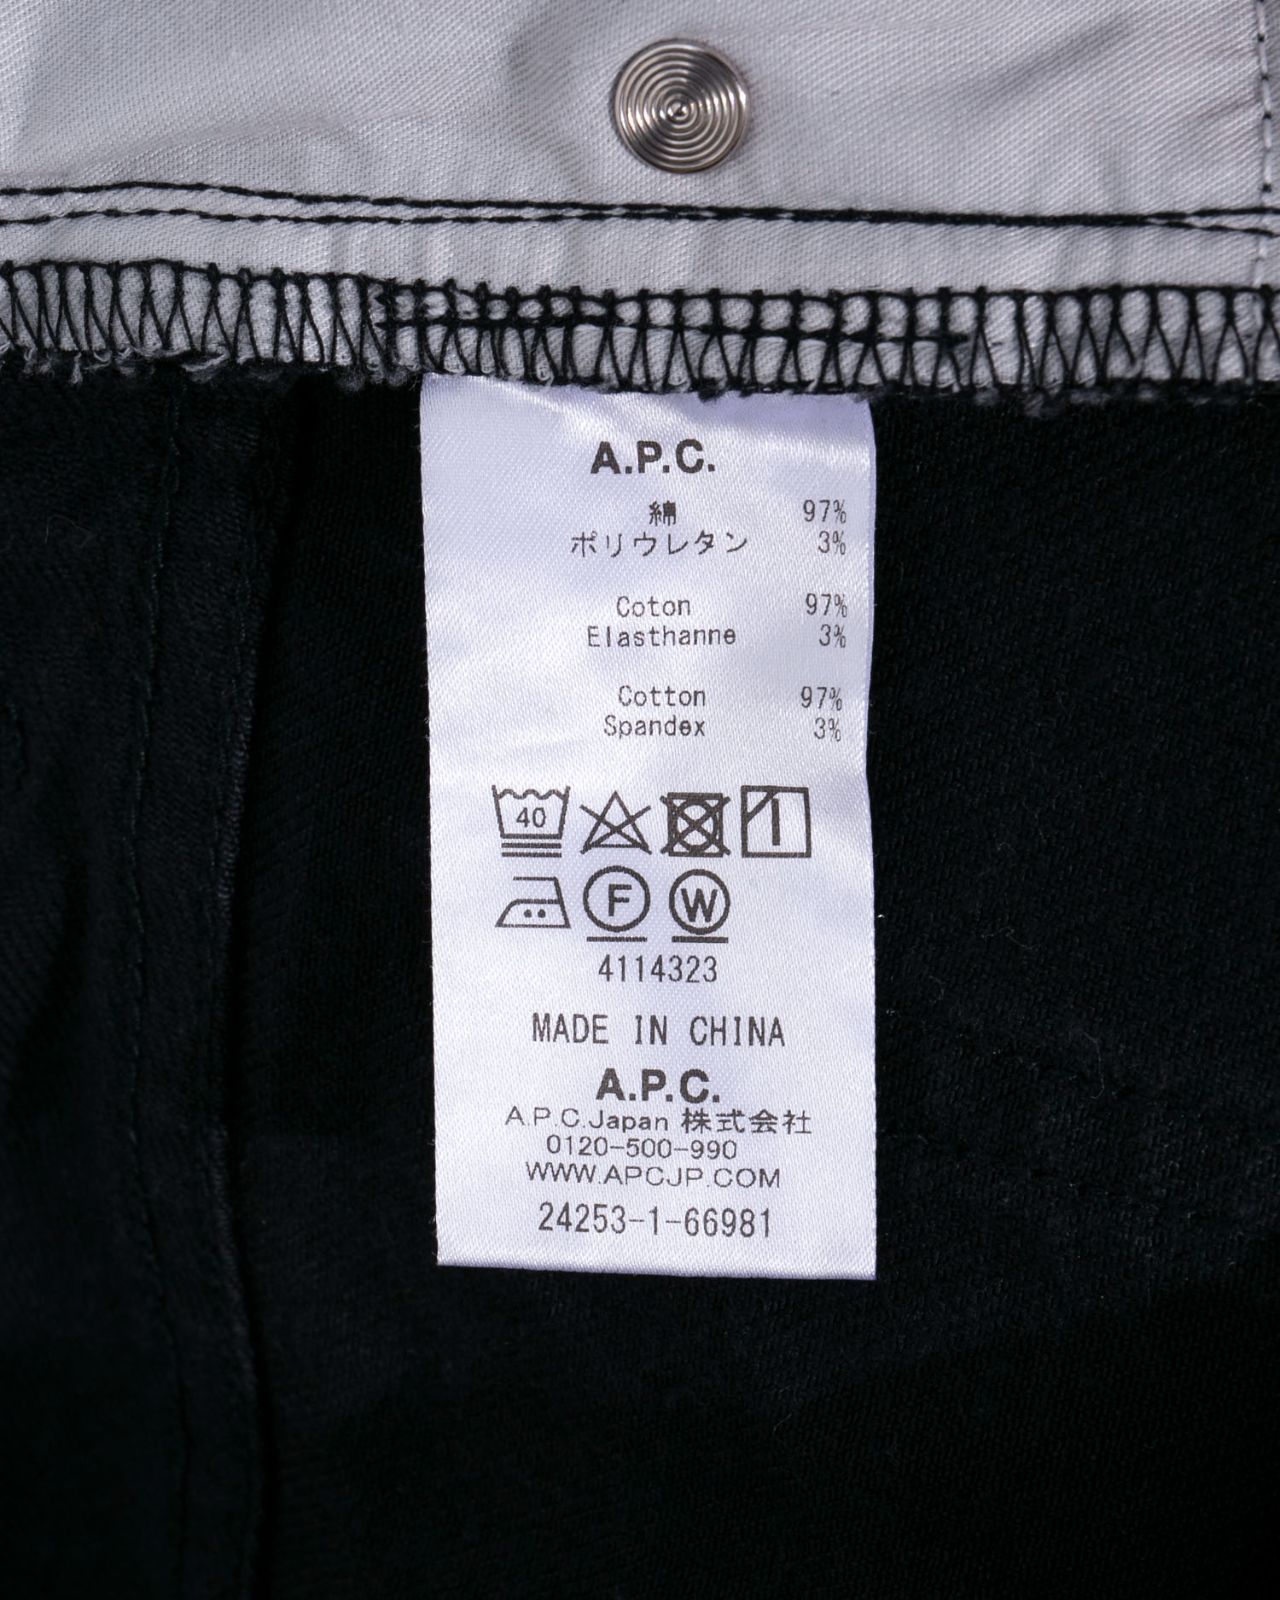 A.P.C.
綿 97%
ポリウレタン 3%
Coton 97%
Elasthanne 3%
Cotton 97%
Spandex 3%
40
F W
4114323
MADE IN CHINA
A.P.C.
A.P.C.Japan 株式会社
0120-500-990
WWW.APCJP.COM
24253-1-66981